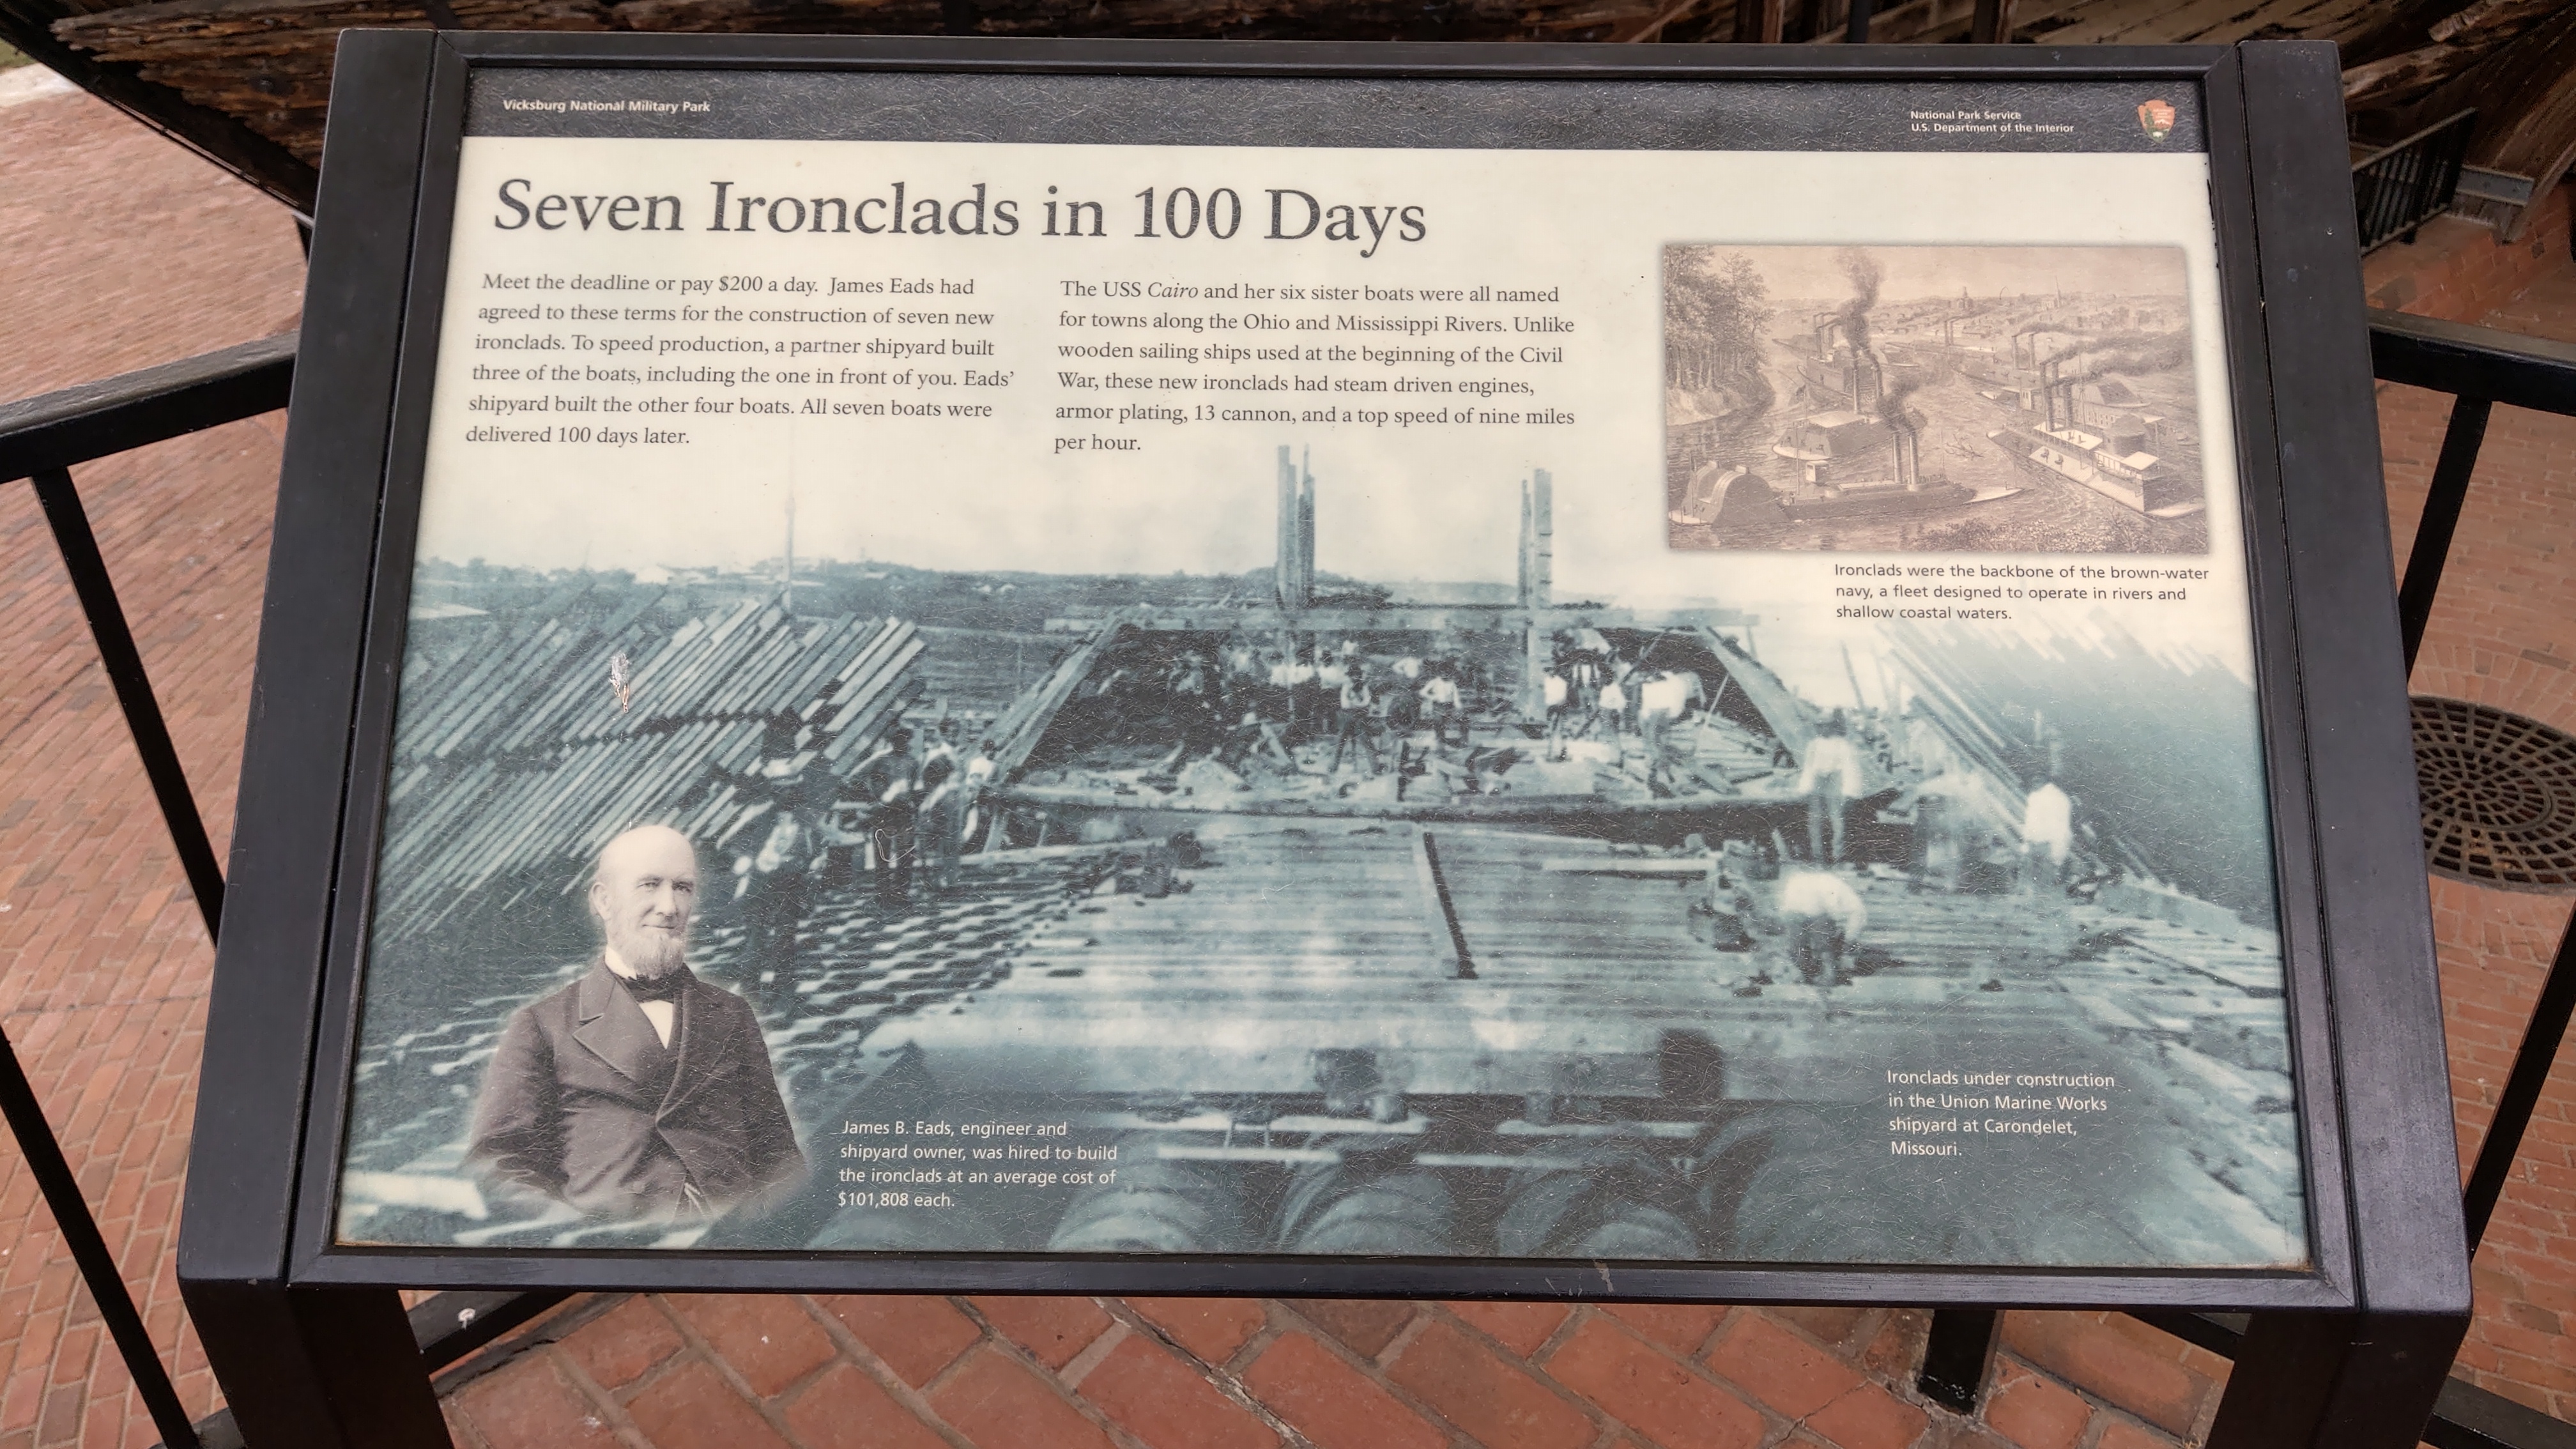 Vicksburg National Military Park
National Park Service
U.S. Department of the Interior
Seven Ironclads in 100 Days
Meet the deadline or pay $200 a day. James Eads had
agreed to these terms for the construction of seven new
ironclads. To speed production, a partner shipyard built
three of the boats, including the one in front of you. Eads’
shipyard built the other four boats. All seven boats were
delivered 100 days later.
The USS Cairo and her six sister boats were all named
for towns along the Ohio and Mississippi Rivers. Unlike
wooden sailing ships used at the beginning of the Civil
War, these new ironclads had steam driven engines,
armor plating, 13 cannon, and a top speed of nine miles
per hour.
Ironclads were the backbone of the brown-water
navy, a fleet designed to operate in rivers and
shallow coastal waters.
James B. Eads, engineer and
shipyard owner, was hired to build
the ironclads at an average cost of
$101,808 each.
Ironclads under construction
in the Union Marine Works
shipyard at Carondelet,
Missouri.